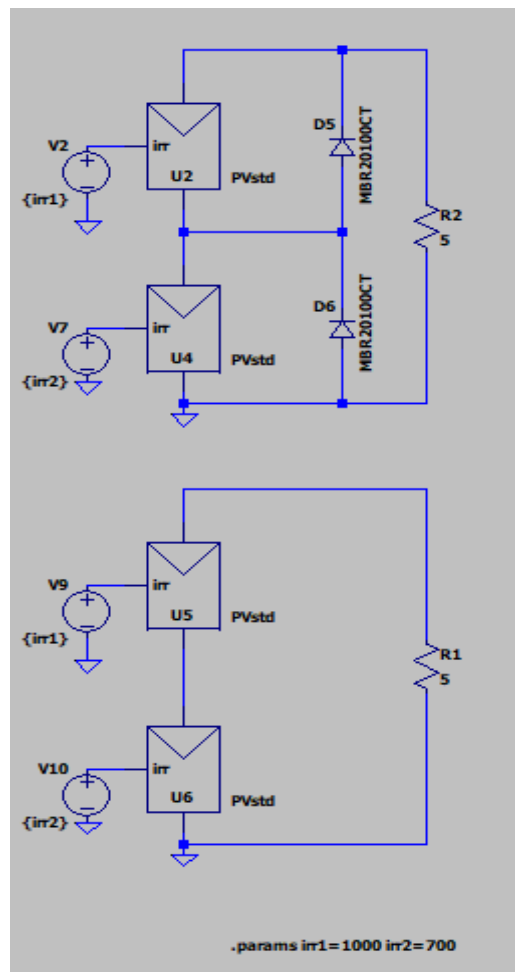 D5
V2
irr
+
MBR20100CT
U2
PVstd
−
{irr1}
R2
5
D6
V7
irr
+
MBR20100CT
U4
PVstd
−
{irr2}
V9
irr
+
U5
PVstd
−
{irr1}
R1
5
V10
irr
+
U6
PVstd
−
{irr2}
.params irr1=1000 irr2=700